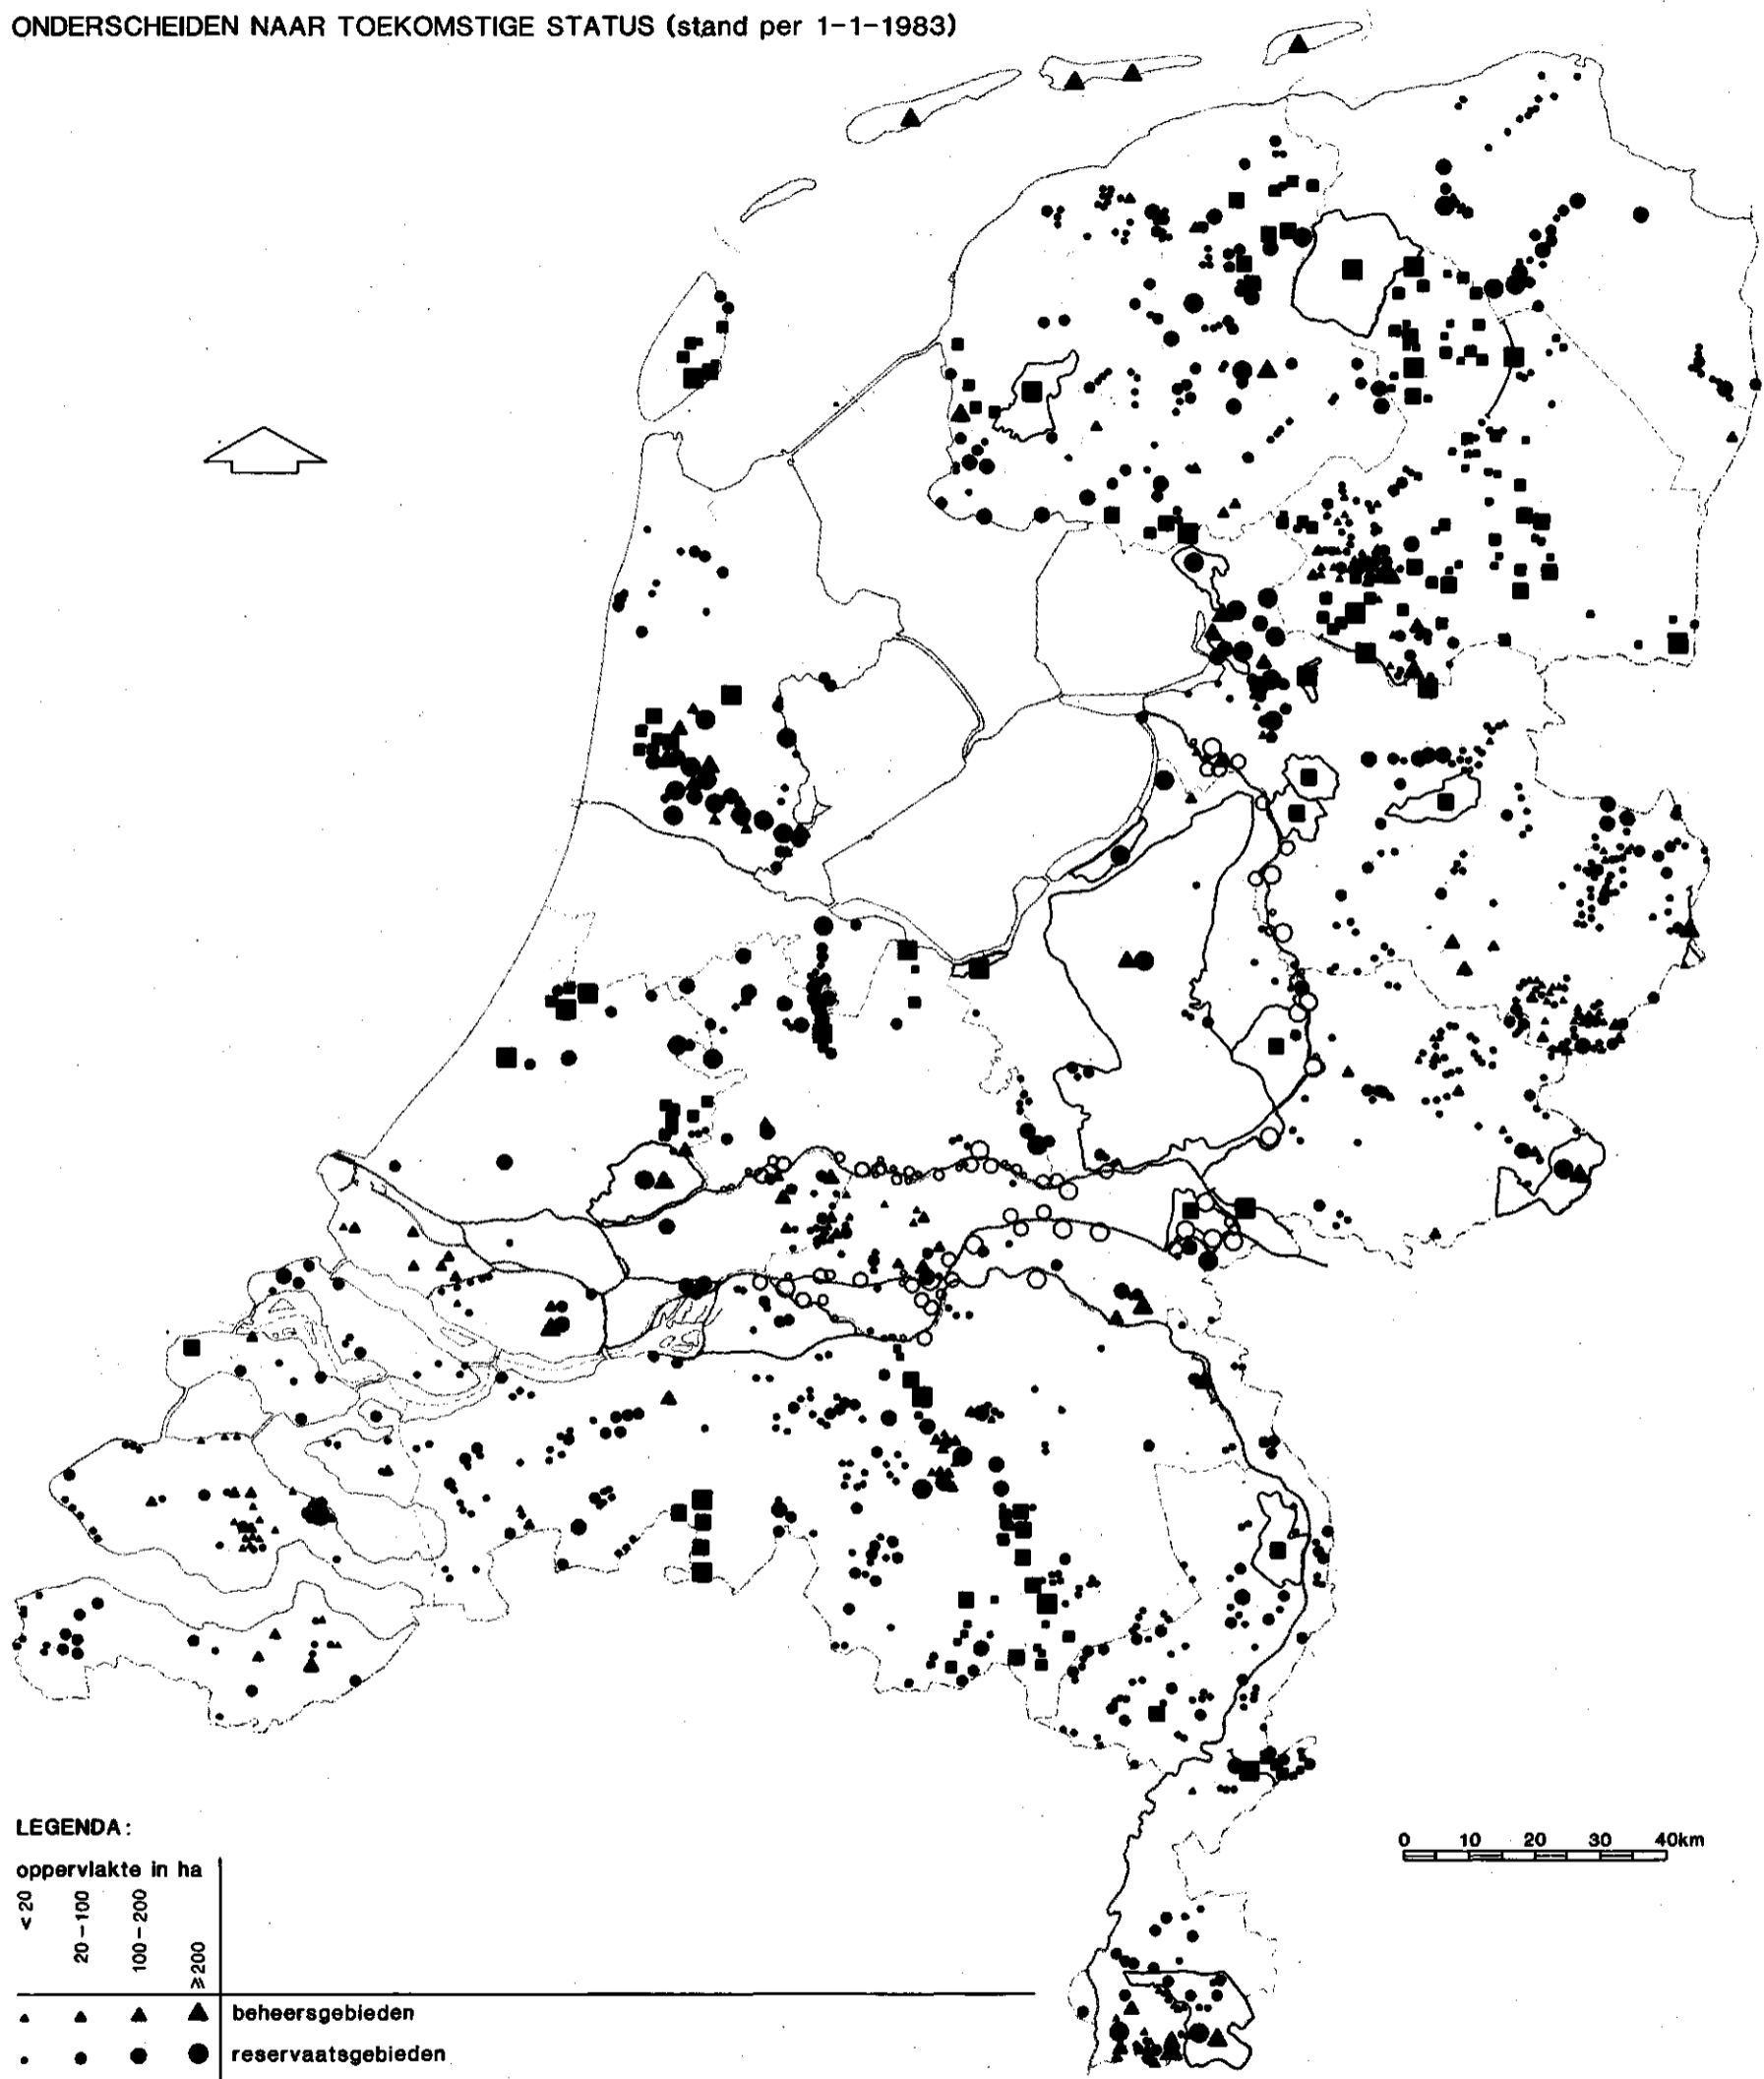 ONDERSCHEIDEN NAAR TOEKOMSTIGE STATUS (stand per 1-1-1983)
LEGENDA:
oppervlakte in ha
<20
20-100
100-200
≥200
beheersgebieden
reservaatsgebieden
0 10 20 30 40km